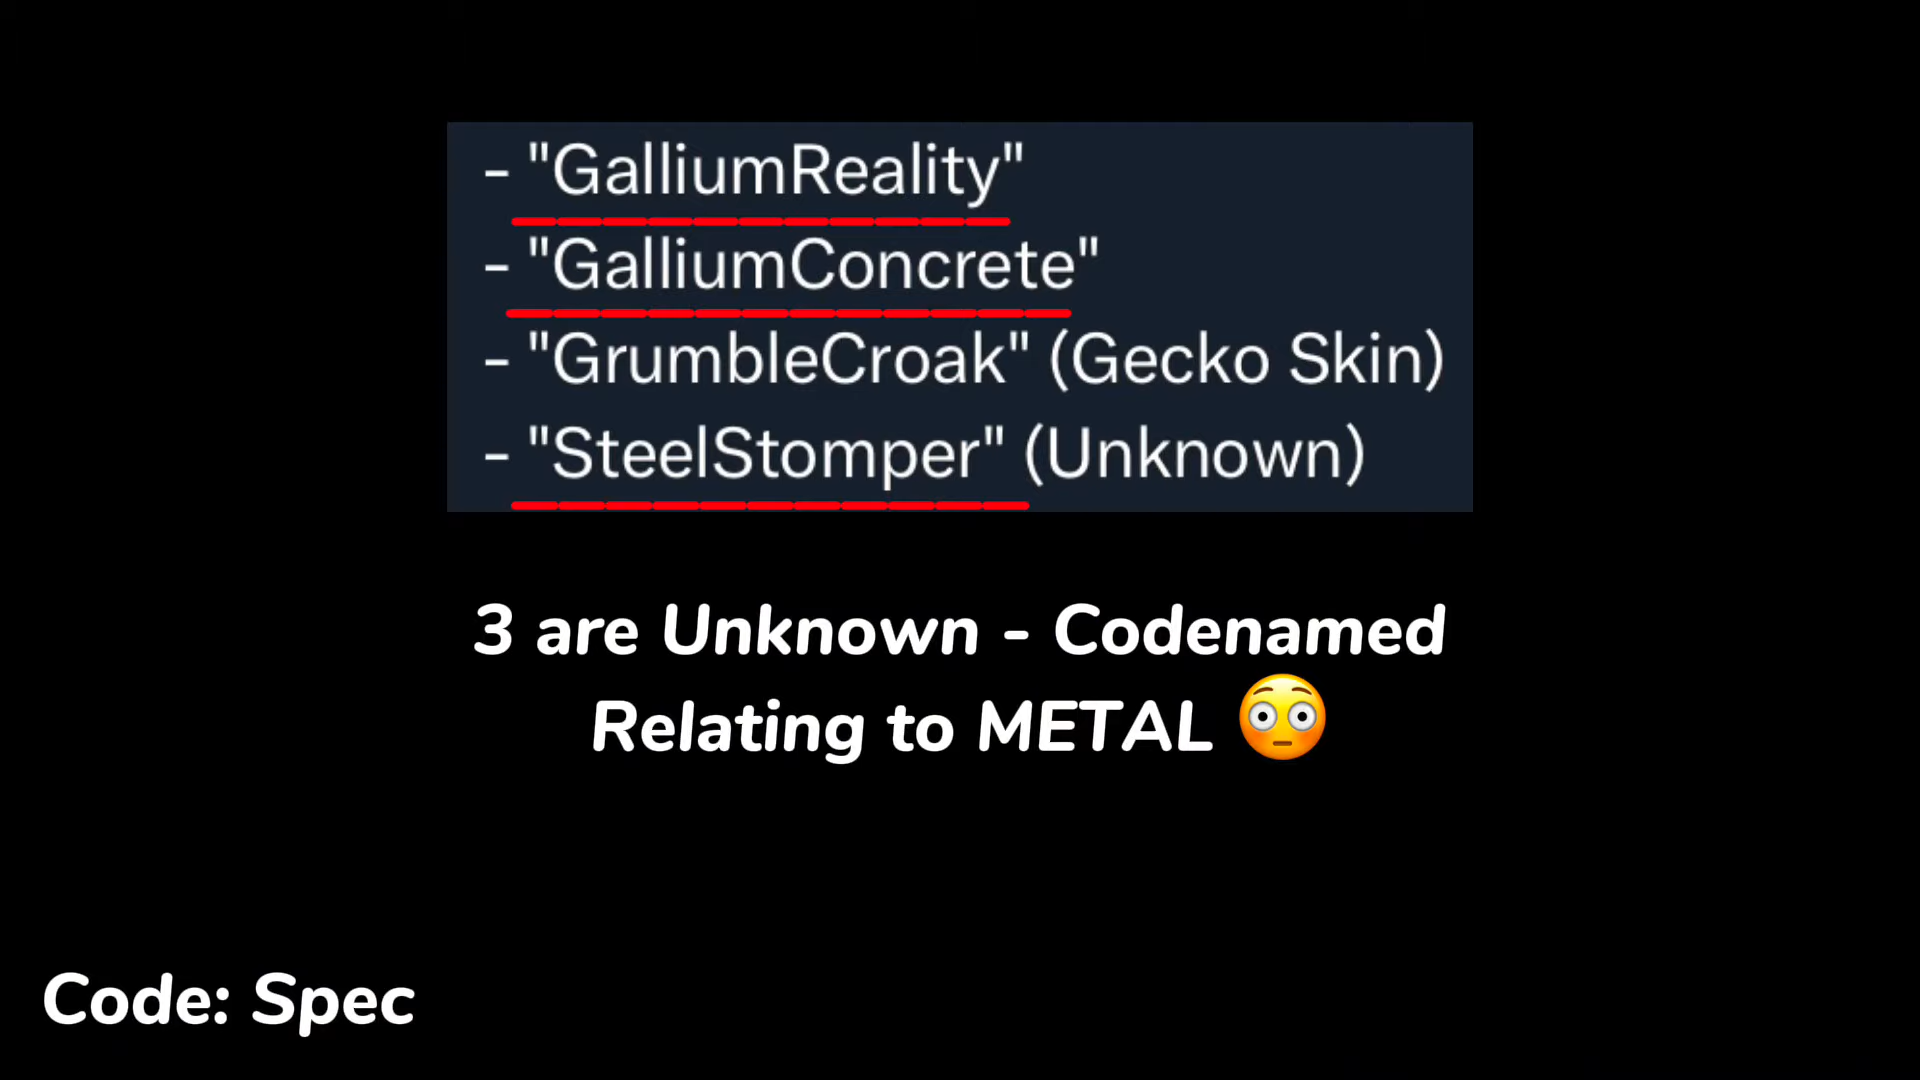 - "GalliumReality"
- "GalliumConcrete"
- "GrumbleCroak" (Gecko Skin)
- "SteelStomper" (Unknown)
3 are Unknown - Codenamed
Relating to METAL 😳
Code: Spec